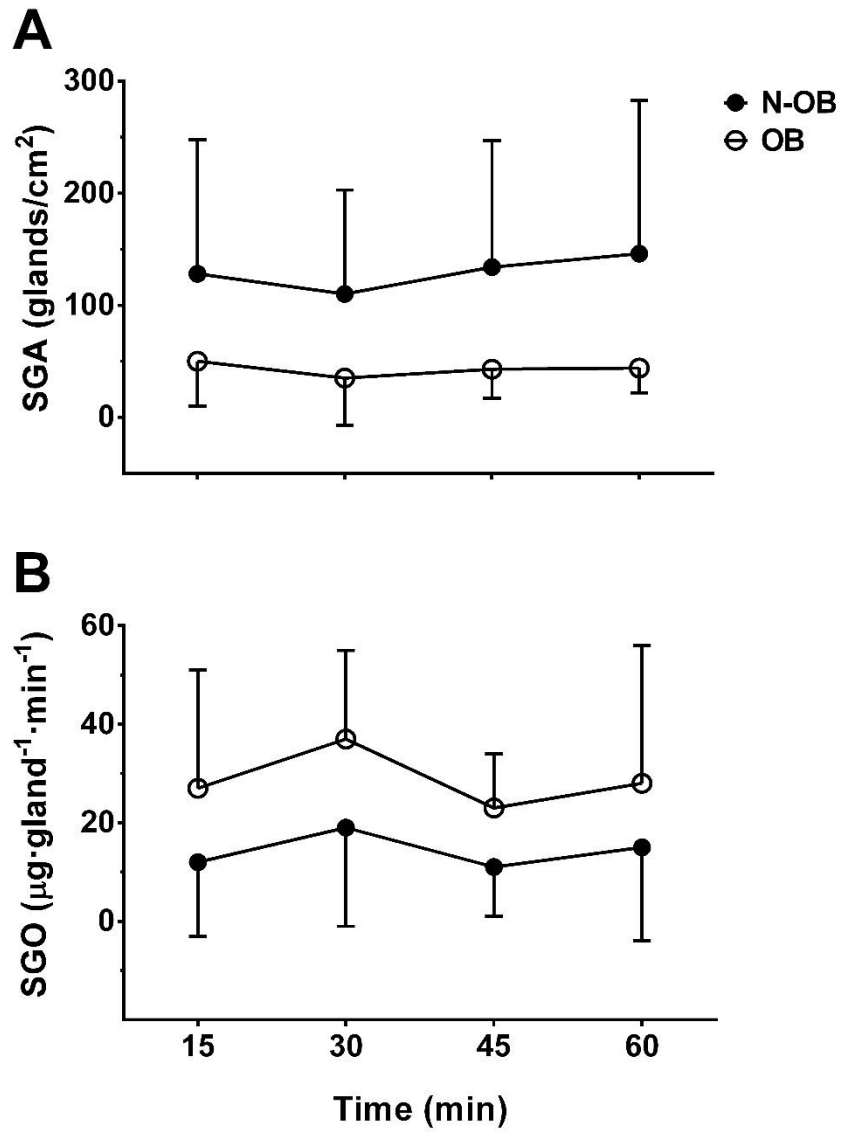 A
300
200
100
0
SGA (glands/cm²)
N-OB
OB
B
60
40
20
0
SGO (µg·gland⁻¹·min⁻¹)
15 30 45 60
Time (min)